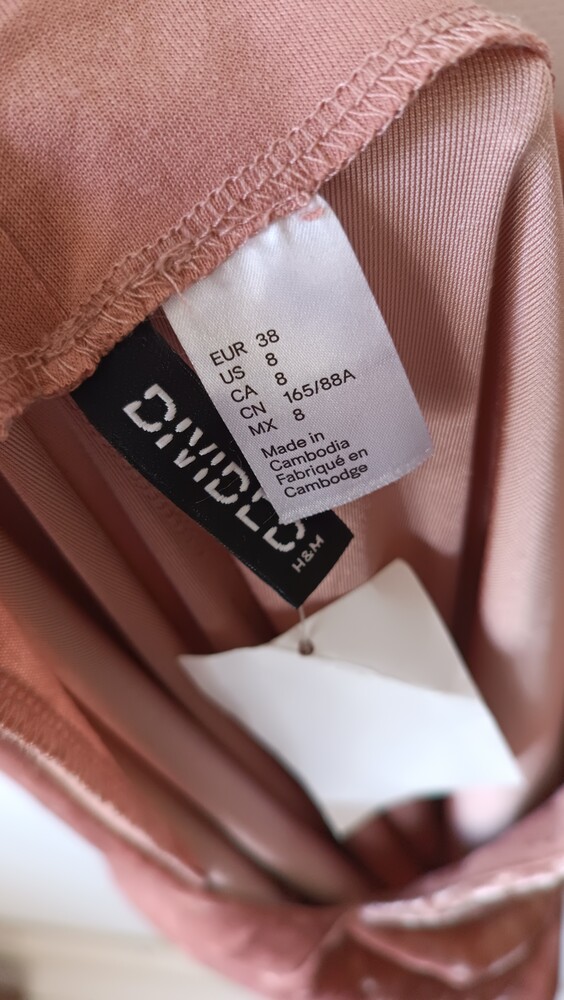 EUR 38
US 8
CA 8
CN 165/88A
MX 8
Made in
Cambodia
Fabriqué en
Cambodge
DIVIDED
H&M